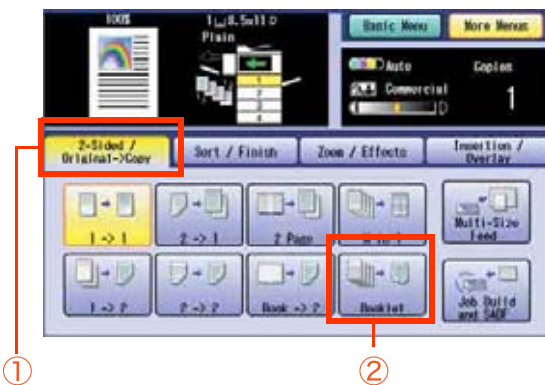 100%
1 8.5x11
Plain
Basic Menu
More Menus
Auto
Copies
Commercial
1
1
2
3
4
2-Sided /
Original->Copy
Sort / Finish
Zoom / Effects
Insertion /
Overlay
1 -> 1
2 -> 1
2 Page
Multi-Size
Feed
1 -> 2
2 -> 2
Book -> 2
Booklet
Job Build
and SADF
①
②